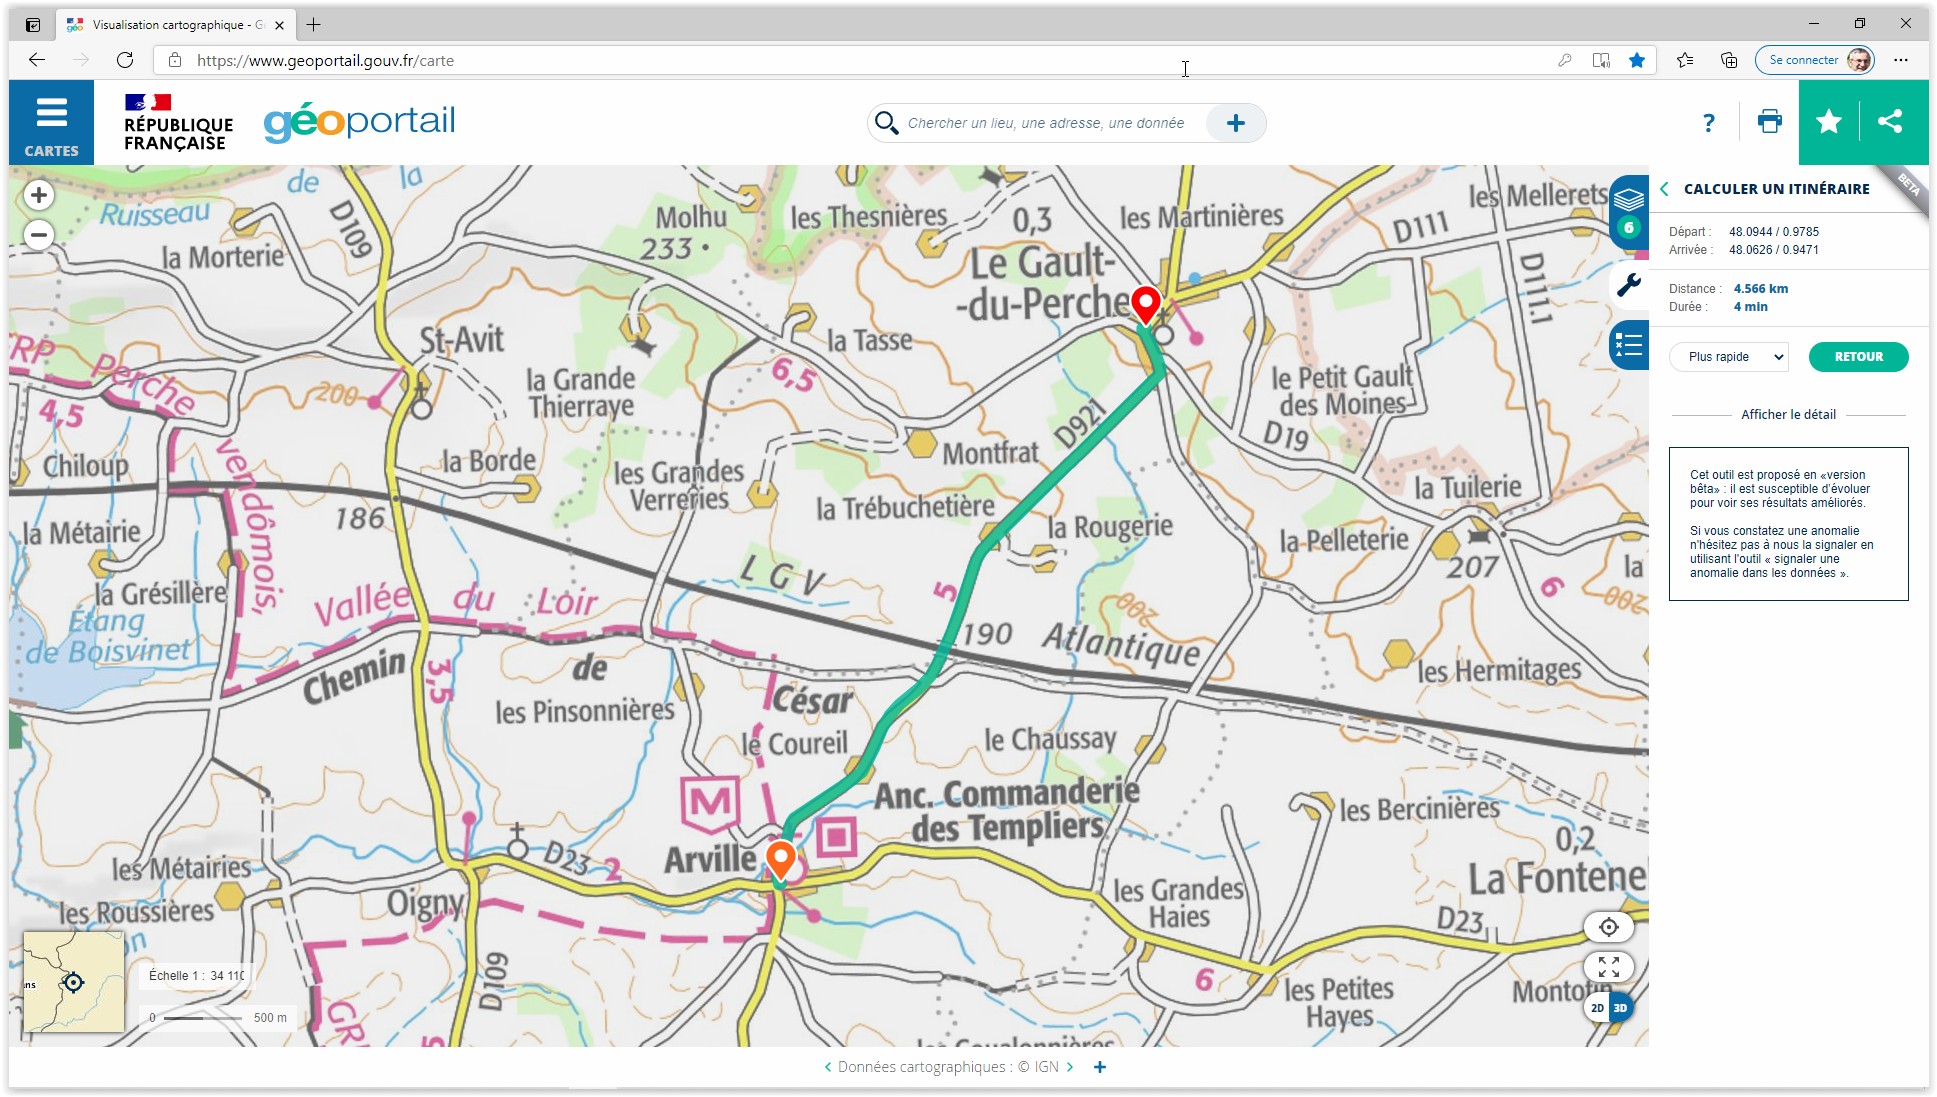 Visualisation cartographique - G
https://www.geoportail.gouv.fr/carte
Se connecter
CARTES
RÉPUBLIQUE
FRANÇAISE
géoportail
Chercher un lieu, une adresse, une donnée
?
BETA
CALCULER UN ITINÉRAIRE
Départ : 48.0944 / 0.9785
Arrivée : 48.0626 / 0.9471
Distance : 4.566 km
Durée : 4 min
Plus rapide
RETOUR
Afficher le détail
Cet outil est proposé en «version
bêta» : il est susceptible d'évoluer
pour voir ses résultats améliorés.
Si vous constatez une anomalie
n'hésitez pas à nous la signaler en
utilisant l'outil « signaler une
anomalie dans les données ».
6
de la
Ruisseau
D109
la Morterie
Molhu
233
les Thesnières
0,3
les Martinières
les Mellerets
D111
D111.1
Le Gault-
-du-Perche
St-Avit
la Tasse
6,5
GRP Perche
200
4,5
la Grande
Thierraye
le Petit Gault
des Moines
D921
D19
Chiloup
vendômois,
la Borde
les Grandes
Verreries
Montfrat
la Tuilerie
186
la Trébuchetière
la Rougerie
la Métairie
la Pelleterie
207
la
LGV
la Grésillère
Vallée du Loir
5
200
6
200
Étang
de Boisvinet
190
Atlantique
Chemin
de
César
3,5
les Hermitages
les Pinsonnières
le Coureil
le Chaussay
M
Anc. Commanderie
des Templiers
les Bercinières
0,2
La Fontene
Arville
D23
2
les Métairies
Oigny
les Grandes
Haies
les Roussières
D23
on
D109
6
les Petites
Hayes
Montofin
GR
5
les Coualonnières
ns
Échelle 1 : 34 110
0 500 m
2D 3D
Données cartographiques : © IGN